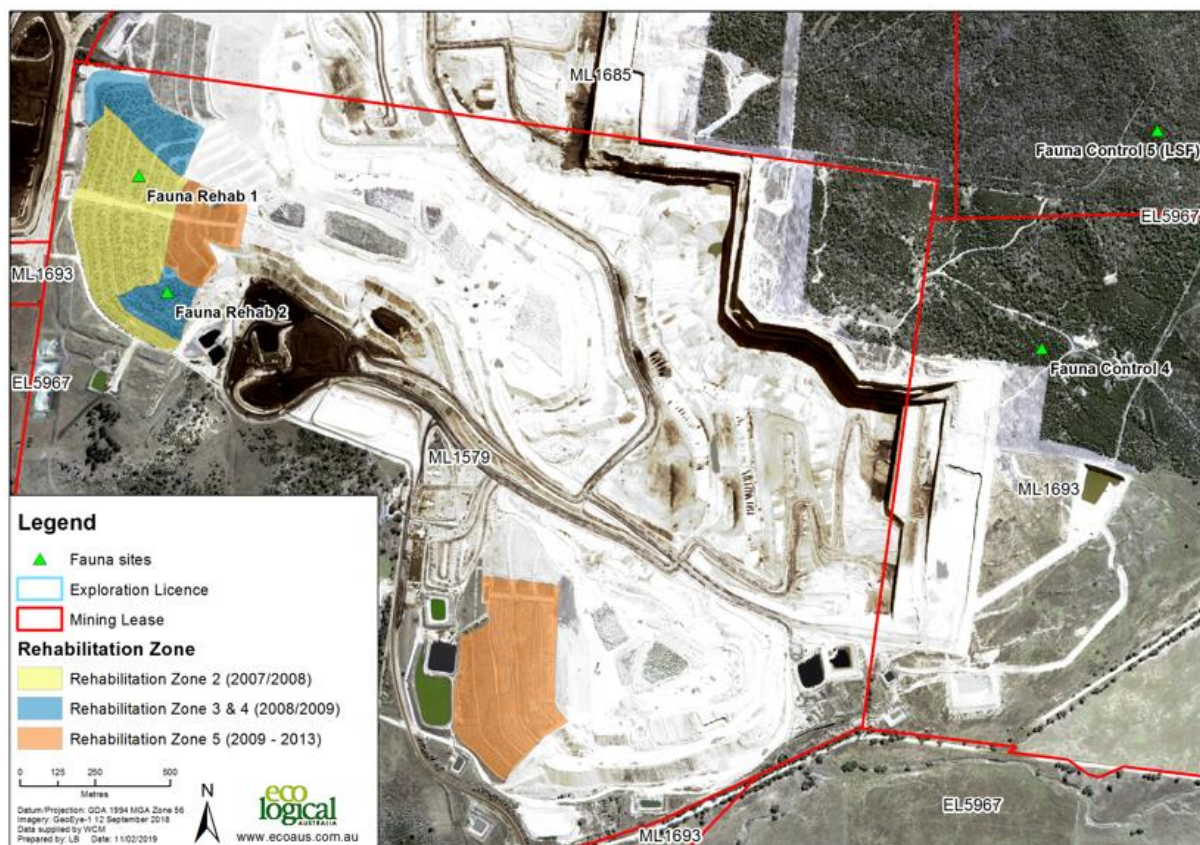 ML1685
Fauna Control 5 (LSF)
Fauna Rehab 1
EL5967
ML1693
Fauna Rehab 2
Fauna Control 4
EL5967
ML1579
ML1693
Legend
Fauna sites
Exploration Licence
Mining Lease
Rehabilitation Zone
Rehabilitation Zone 2 (2007/2008)
Rehabilitation Zone 3 & 4 (2008/2009)
Rehabilitation Zone 5 (2009 - 2013)
0 125 250 500
Metres
N
Datum/Projection: GDA 1994 MGA Zone 56
Imagery: GeoEye-1 12 September 2018
Data supplied by WCM
Prepared by: LB Date: 11/02/2019
eco
logical
AUSTRALIA
www.ecoaus.com.au
EL5967
ML1693